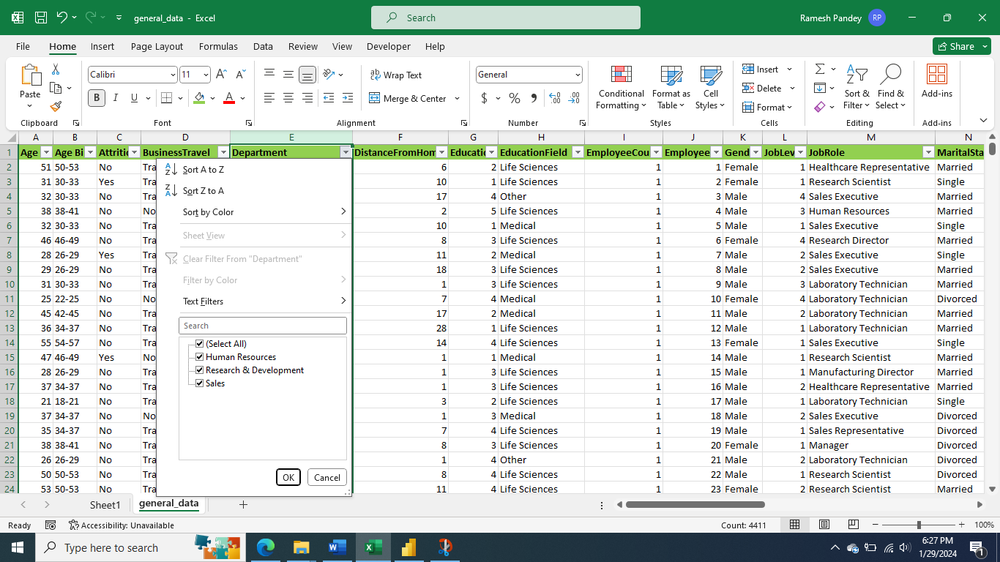 general_data - Excel
Search
Ramesh Pandey RP
File Home Insert Page Layout Formulas Data Review View Developer Help Share
Paste
Clipboard
Calibri 11
B I U
Font
Wrap Text
Merge & Center
Alignment
General
$ % 9
Number
Conditional Formatting
Format as Table
Cell Styles
Styles
Insert
Delete
Format
Cells
Sort & Filter
Find & Select
Editing
Add-ins
Add-ins
A B C D E F G H I J K L M N
1 Age Age Bi Attritic BusinessTravel Department DistanceFromHom Educatic EducationField EmployeeCou Employee Gend JobLev JobRole MaritalSta
2 51 50-53 No Tra 6 2 Life Sciences 1 1 Female 1 Healthcare Representative Married
3 31 30-33 Yes Tra 10 1 Life Sciences 1 2 Female 1 Research Scientist Single
4 32 30-33 No Tra 17 4 Other 1 3 Male 4 Sales Executive Married
5 38 38-41 No No 2 5 Life Sciences 1 4 Male 3 Human Resources Married
6 32 30-33 No Tra 10 1 Medical 1 5 Male 1 Sales Executive Single
7 46 46-49 No Tra 8 3 Life Sciences 1 6 Female 4 Research Director Married
8 28 26-29 Yes Tra 11 2 Medical 1 7 Male 2 Sales Executive Single
9 29 26-29 No Tra 18 3 Life Sciences 1 8 Male 2 Sales Executive Married
10 31 30-33 No Tra 1 3 Life Sciences 1 9 Male 3 Laboratory Technician Married
11 25 22-25 No No 7 4 Medical 1 10 Female 4 Laboratory Technician Divorced
12 45 42-45 No Tra 17 2 Medical 1 11 Male 2 Laboratory Technician Married
13 36 34-37 No Tra 28 1 Life Sciences 1 12 Male 1 Laboratory Technician Married
14 55 54-57 No Tra 14 4 Life Sciences 1 13 Female 1 Sales Executive Single
15 47 46-49 Yes No 1 1 Medical 1 14 Male 1 Research Scientist Married
16 28 26-29 No Tra 1 3 Life Sciences 1 15 Male 1 Manufacturing Director Married
17 37 34-37 No Tra 1 3 Life Sciences 1 16 Male 2 Healthcare Representative Married
18 21 18-21 No Tra 3 2 Life Sciences 1 17 Male 1 Laboratory Technician Single
19 37 34-37 No No 1 3 Medical 1 18 Male 2 Sales Executive Divorced
20 35 34-37 No Tra 7 4 Life Sciences 1 19 Male 1 Sales Representative Divorced
21 38 38-41 No Tra 8 3 Life Sciences 1 20 Female 1 Manager Divorced
22 26 26-29 No Tra 1 4 Other 1 21 Male 2 Laboratory Technician Divorced
23 50 50-53 No Tra 8 4 Life Sciences 1 22 Male 1 Research Scientist Divorced
24 53 50-53 No Tra 11 4 Life Sciences 1 23 Female 2 Research Scientist Married
Sort A to Z
Sort Z to A
Sort by Color
Sheet View
Clear Filter From "Department"
Filter by Color
Text Filters
Search
(Select All)
Human Resources
Research & Development
Sales
OK Cancel
Sheet1 general_data
Ready Accessibility: Unavailable Count: 4411 100%
Type here to search
6:27 PM
1/29/2024
1